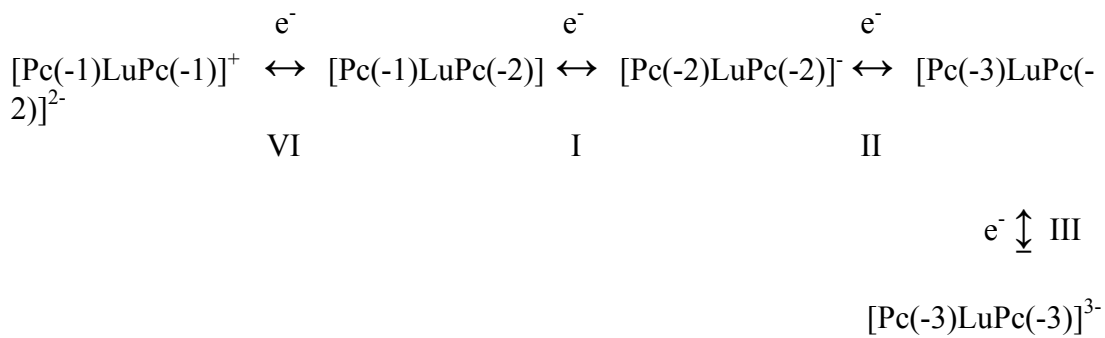 e⁻ e⁻ e⁻
[Pc(-1)LuPc(-1)]⁺ ↔ [Pc(-1)LuPc(-2)] ↔ [Pc(-2)LuPc(-2)]⁻ ↔ [Pc(-3)LuPc(-
2)]²⁻
VI I II
e⁻ ↕ III
[Pc(-3)LuPc(-3)]³⁻